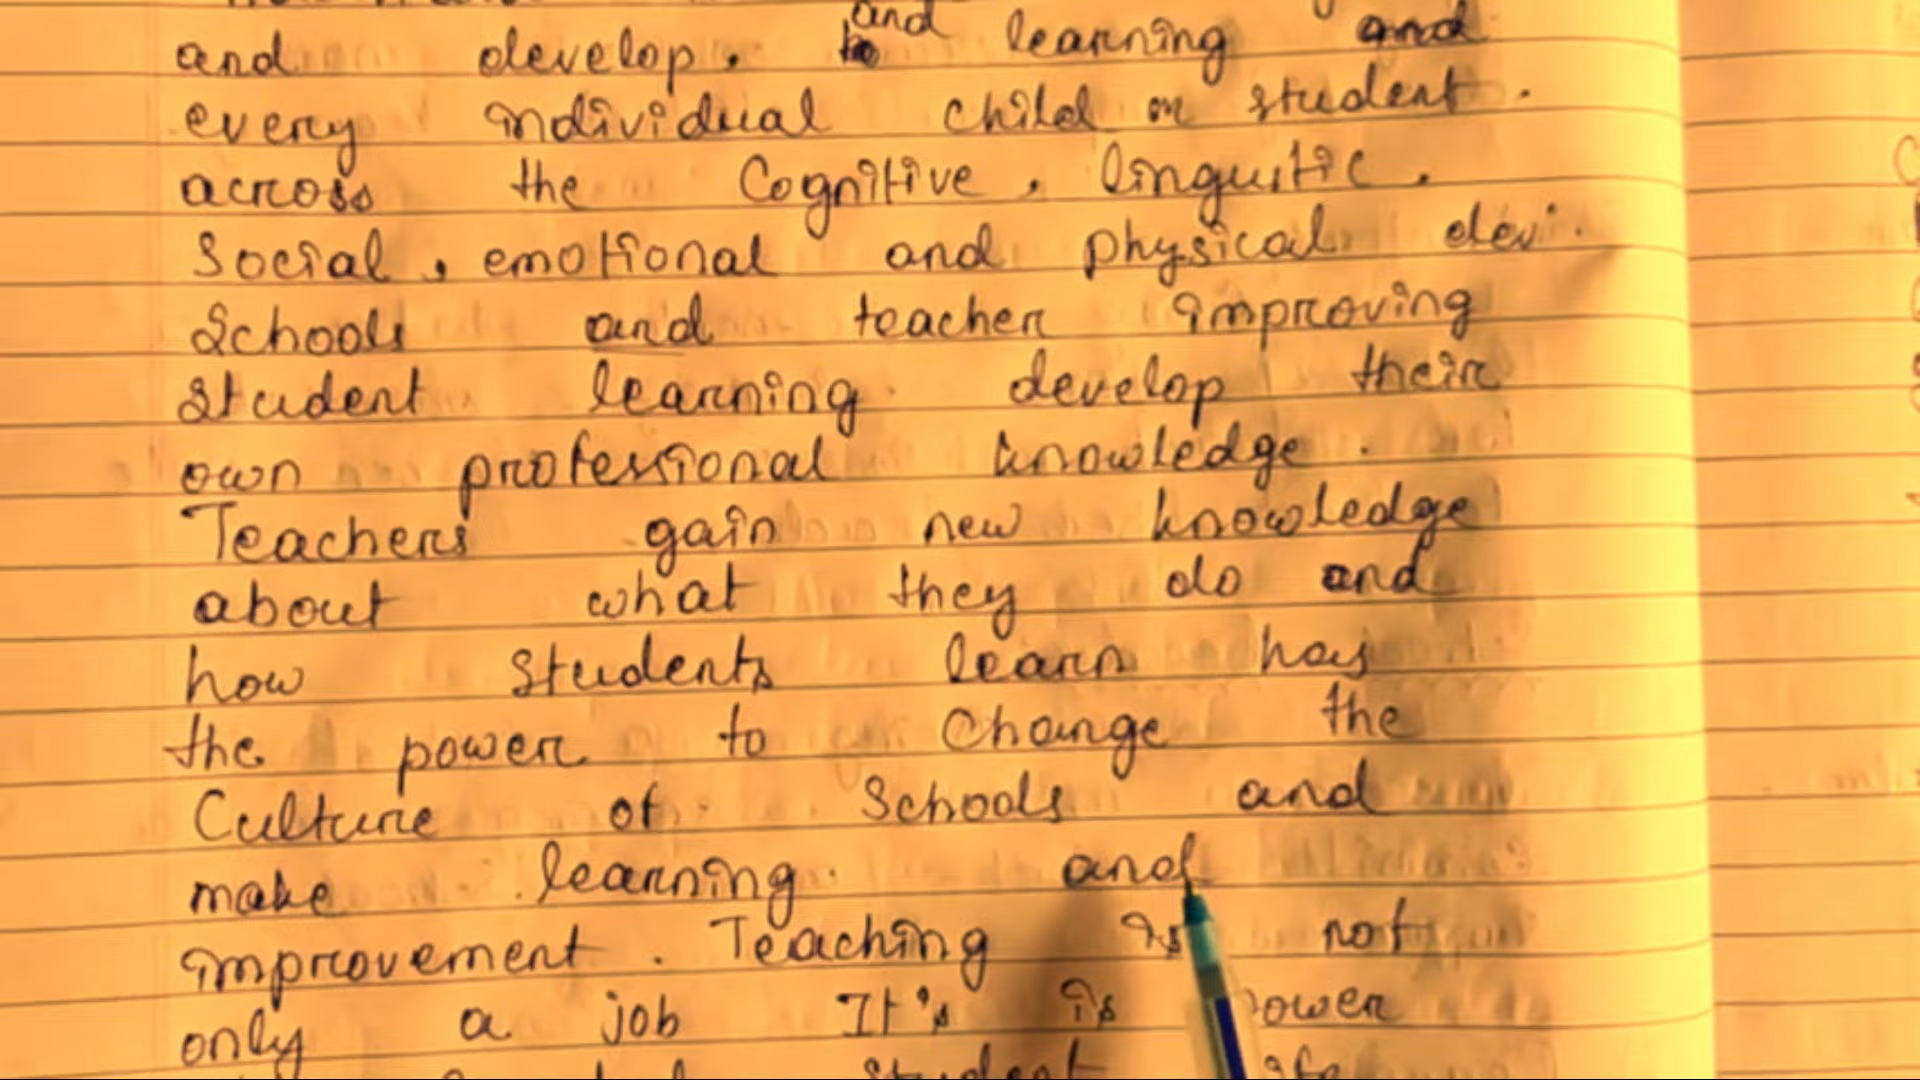 and develop. and learning and
every individual child or student.
across the Cognitive, linguitic,
Social, emotional and physical dev.
Schools and teacher improving
student learning develop their
own professional knowledge.
Teachers gain new knowledge
about what they do and
how students learn has
the power to change the
Culture of Schools and
make learning and
improvement. Teaching is not
only a job It's is power
student